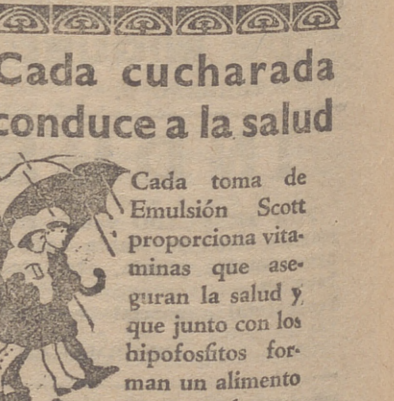 Cada cucharada
conduce a la salud
Cada toma de
Emulsión Scott
proporciona vita-
minas que ase-
guran la salud y
que junto con los
hipofosfitos for-
man un alimento